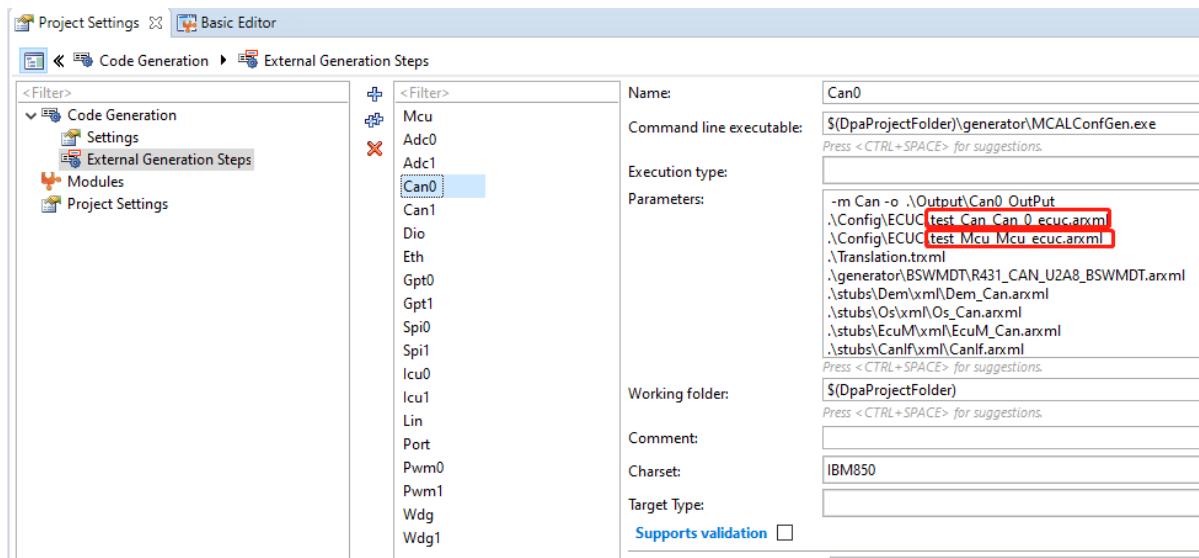 Project Settings
Basic Editor
« Code Generation External Generation Steps
<Filter>
Code Generation
Settings
External Generation Steps
Modules
Project Settings
<Filter>
Mcu
Adc0
Adc1
Can0
Can1
Dio
Eth
Gpt0
Gpt1
Spi0
Spi1
Icu0
Icu1
Lin
Port
Pwm0
Pwm1
Wdg
Wdg1
Name: Can0
Command line executable: $(DpaProjectFolder)\generator\MCALConfGen.exe
Press <CTRL+SPACE> for suggestions.
Execution type:
Parameters: -m Can -o .\Output\Can0_OutPut
.\Config\ECUC\test_Can_Can_0_ecuc.arxml
.\Config\ECUC\test_Mcu_Mcu_ecuc.arxml
.\Translation.trxml
.\generator\BSWMDT\R431_CAN_U2A8_BSWMDT.arxml
.\stubs\Dem\xml\Dem_Can.arxml
.\stubs\Os\xml\Os_Can.arxml
.\stubs\EcuM\xml\EcuM_Can.arxml
.\stubs\CanIf\xml\CanIf.arxml
Press <CTRL+SPACE> for suggestions.
Working folder: $(DpaProjectFolder)
Press <CTRL+SPACE> for suggestions.
Comment:
Charset: IBM850
Target Type:
Supports validation